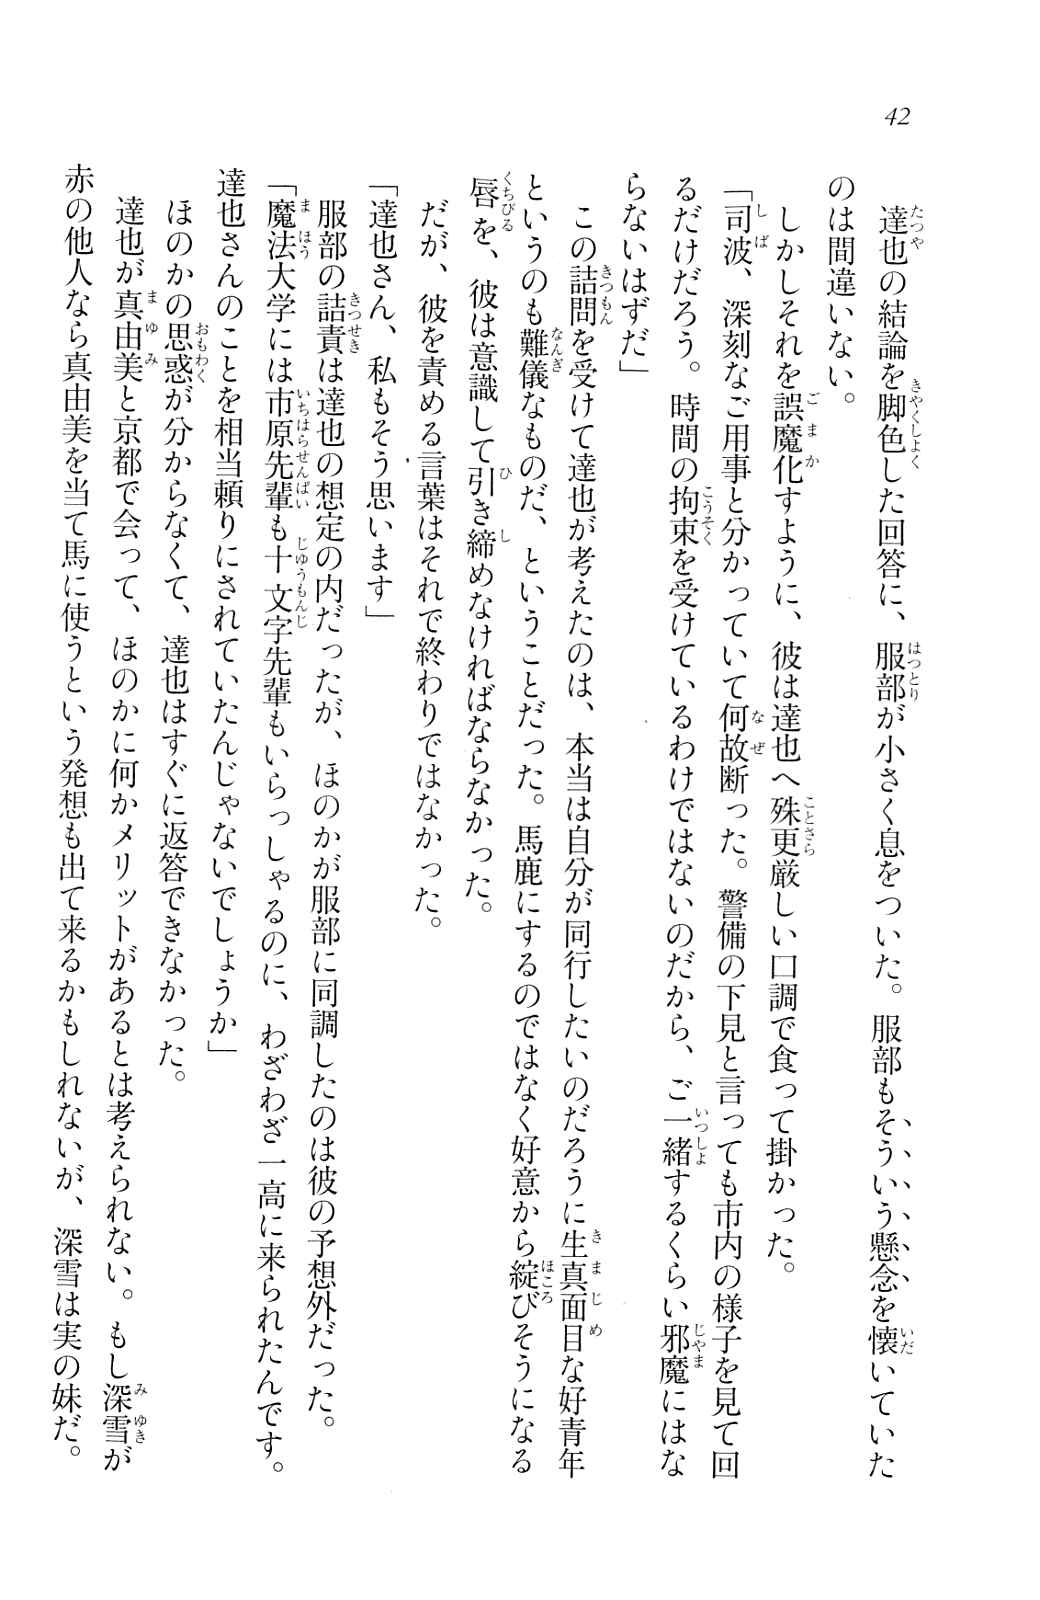 42
達也の結論を脚色した回答に、服部が小さく息をついた。服部もそういう懸念を懐いていた
のは間違いない。
しかしそれを誤魔化すように、彼は達也へ殊更厳しい口調で食って掛かった。
「司波、深刻なご用事と分かっていて何故断った。警備の下見と言っても市内の様子を見て回
るだけだろう。時間の拘束を受けているわけではないのだから、ご一緒するくらい邪魔にはな
らないはずだ」
この詰問を受けて達也が考えたのは、本当は自分が同行したいのだろうに生真面目な好青年
というのも難儀なものだ、ということだった。馬鹿にするのではなく好意から綻びそうになる
唇を、彼は意識して引き締めなければならなかった。
だが、彼を責める言葉はそれで終わりではなかった。
「達也さん、私もそう思います」
服部の詰責は達也の想定の内だったが、ほのかが服部に同調したのは彼の予想外だった。
「魔法大学には市原先輩も十文字先輩もいらっしゃるのに、わざわざ一高に来られたんです。
達也さんのことを相当頼りにされていたんじゃないでしょうか」
ほのかの思惑が分からなくて、達也はすぐに返答できなかった。
達也が真由美と京都で会って、ほのかに何かメリットがあるとは考えられない。もし深雪が
赤の他人なら真由美を当て馬に使うという発想も出て来るかもしれないが、深雪は実の妹だ。